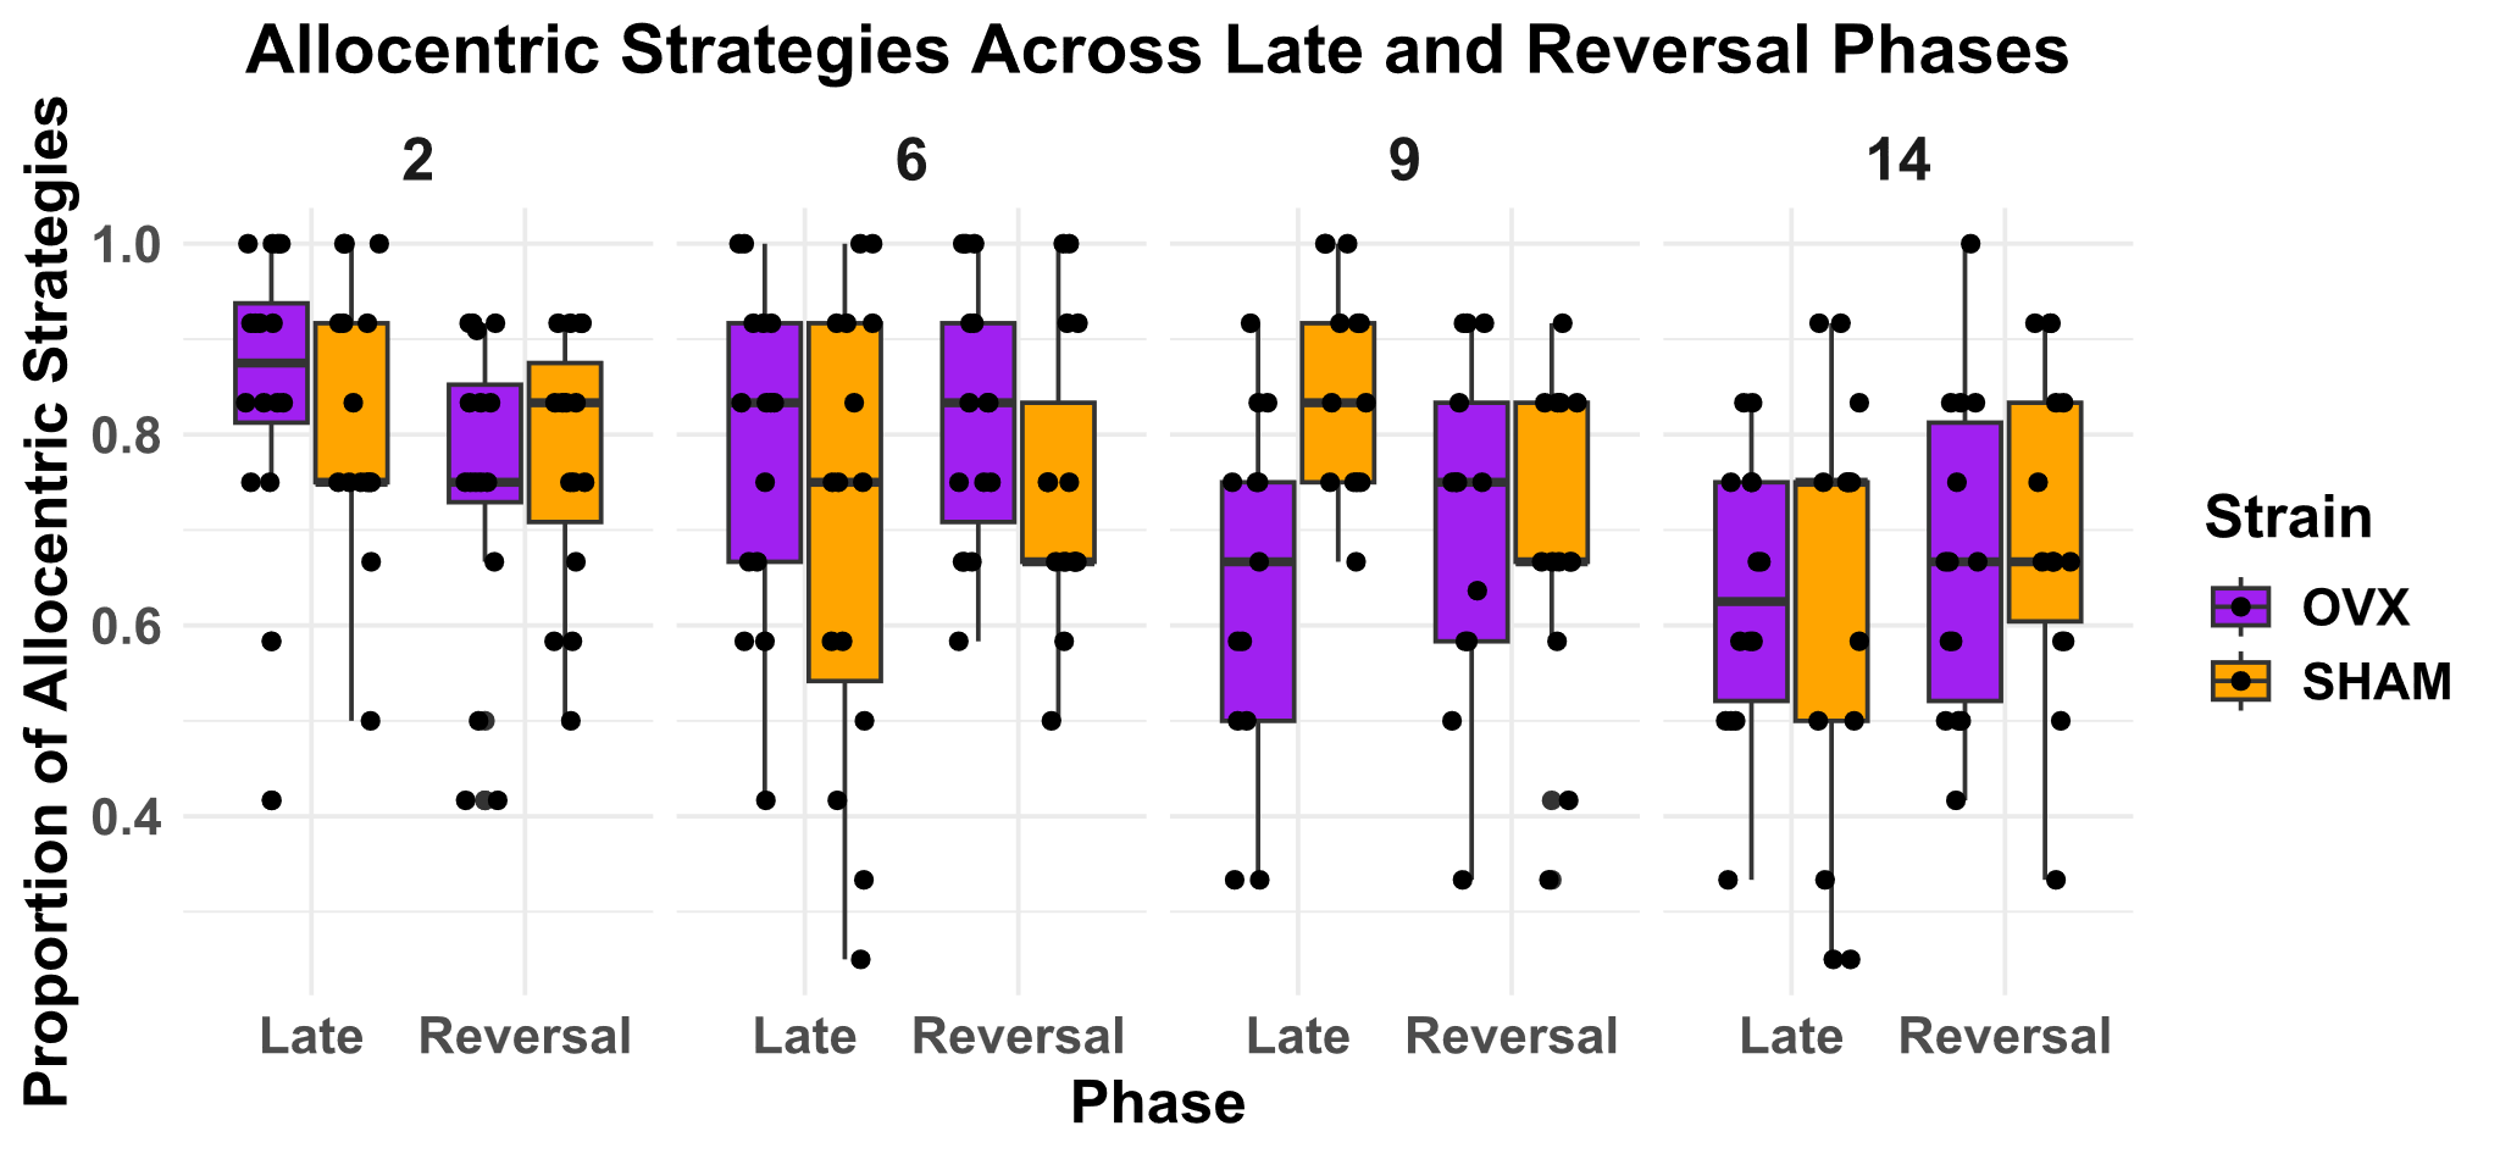 Allocentric Strategies Across Late and Reversal Phases
Proportion of Allocentric Strategies
2 6 9 14
1.0
0.8
0.6
0.4
Late Reversal Late Reversal Late Reversal Late Reversal
Phase
Strain
OVX
SHAM